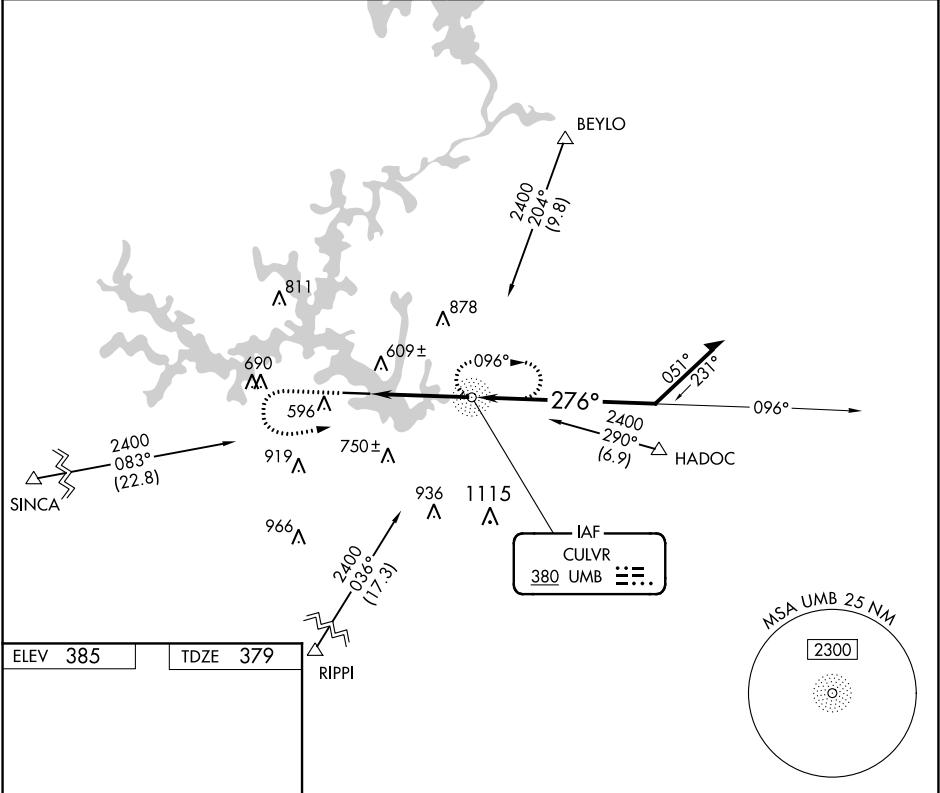 BEYLO
2400
204°
(9.8)
811
878
609±
690
096°
051°
231°
596
276°
096°
2400
2400
083°
(22.8)
290°
(6.9)
HADOC
919
750±
SINCA
936
1115
966
IAF
CULVR
380 UMB
2400
036°
(17.3)
RIPPI
MSA UMB 25 NM
2300
ELEV 385
TDZE 379